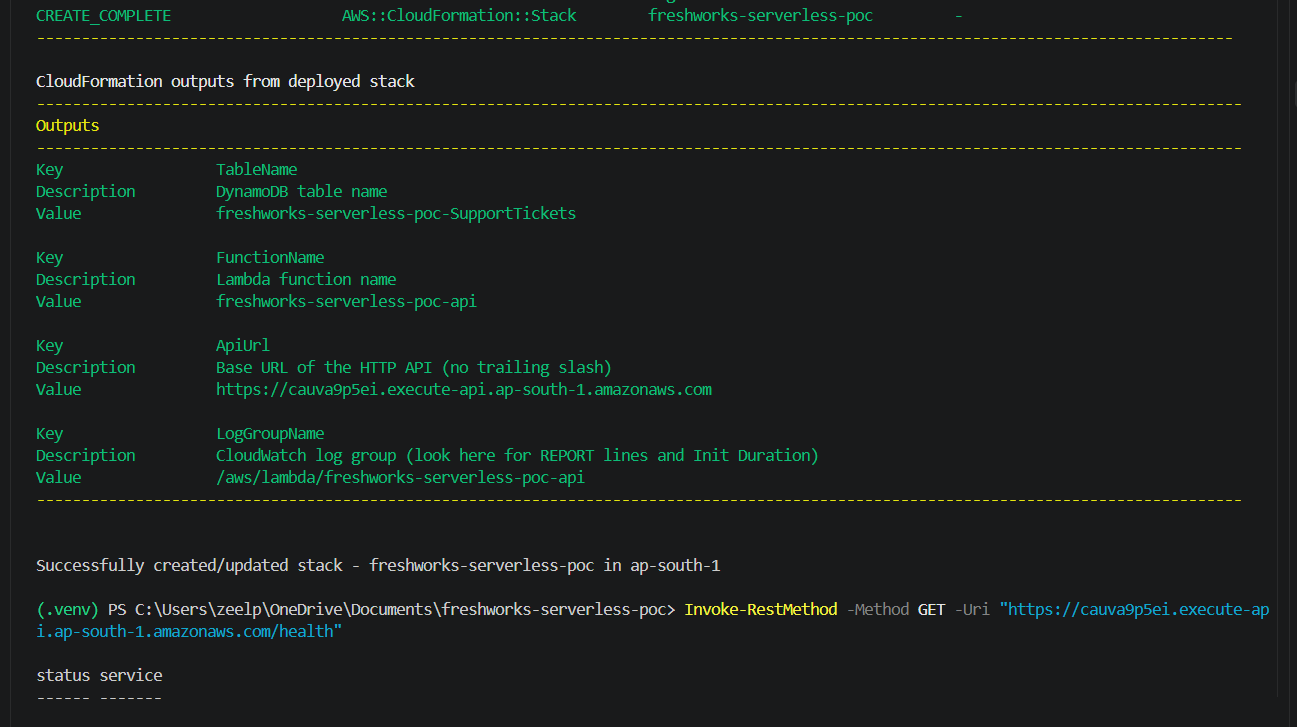 CREATE_COMPLETE AWS::CloudFormation::Stack freshworks-serverless-poc -
-------------------------------------------------------------------------------------------------------------------------------------
CloudFormation outputs from deployed stack
--------------------------------------------------------------------------------------------------------------------------------------
Outputs
--------------------------------------------------------------------------------------------------------------------------------------
Key TableName
Description DynamoDB table name
Value freshworks-serverless-poc-SupportTickets
Key FunctionName
Description Lambda function name
Value freshworks-serverless-poc-api
Key ApiUrl
Description Base URL of the HTTP API (no trailing slash)
Value https://cauva9p5ei.execute-api.ap-south-1.amazonaws.com
Key LogGroupName
Description CloudWatch log group (look here for REPORT lines and Init Duration)
Value /aws/lambda/freshworks-serverless-poc-api
--------------------------------------------------------------------------------------------------------------------------------------
Successfully created/updated stack - freshworks-serverless-poc in ap-south-1
(.venv) PS C:\Users\zeelp\OneDrive\Documents\freshworks-serverless-poc> Invoke-RestMethod -Method GET -Uri "https://cauva9p5ei.execute-ap
i.ap-south-1.amazonaws.com/health"
status service
------ -------